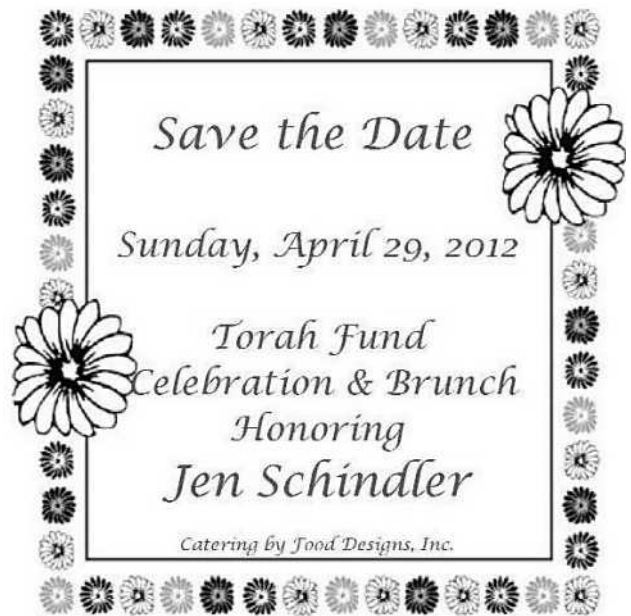 Save the Date
Sunday, April 29, 2012
Torah Fund
Celebration & Brunch
Honoring
Jen Schindler
Catering by Food Designs, Inc.